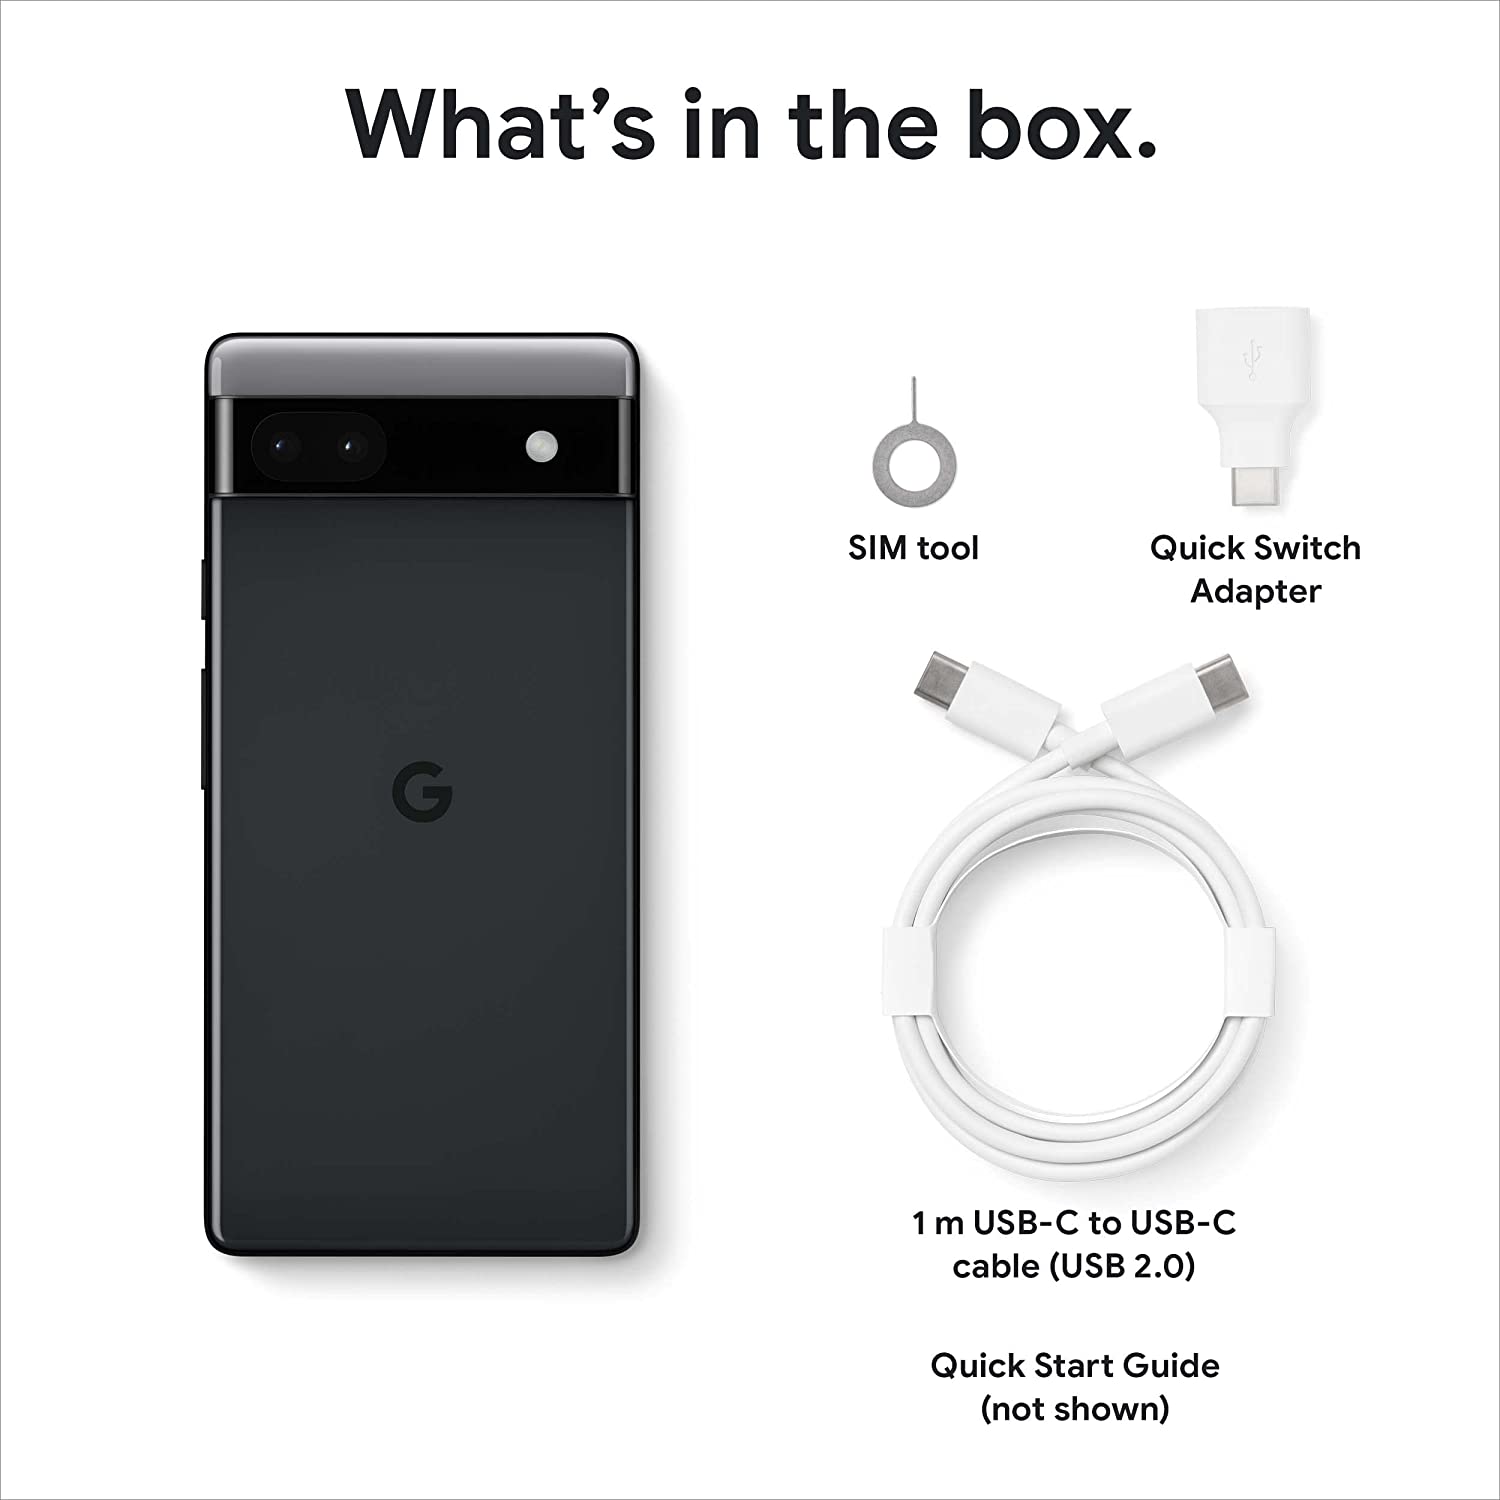 What’s in the box.
G
SIM tool
Quick Switch
Adapter
1 m USB-C to USB-C
cable (USB 2.0)
Quick Start Guide
(not shown)